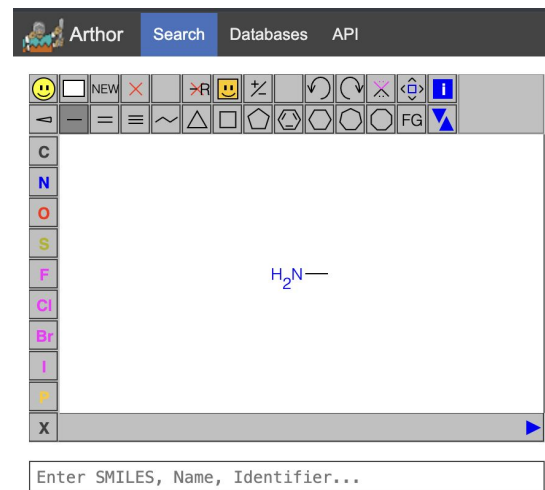 Arthor Search Databases API
NEW R +/- i
FG
C
N
O
S
F
Cl
Br
I
P
X
H2N
Enter SMILES, Name, Identifier...